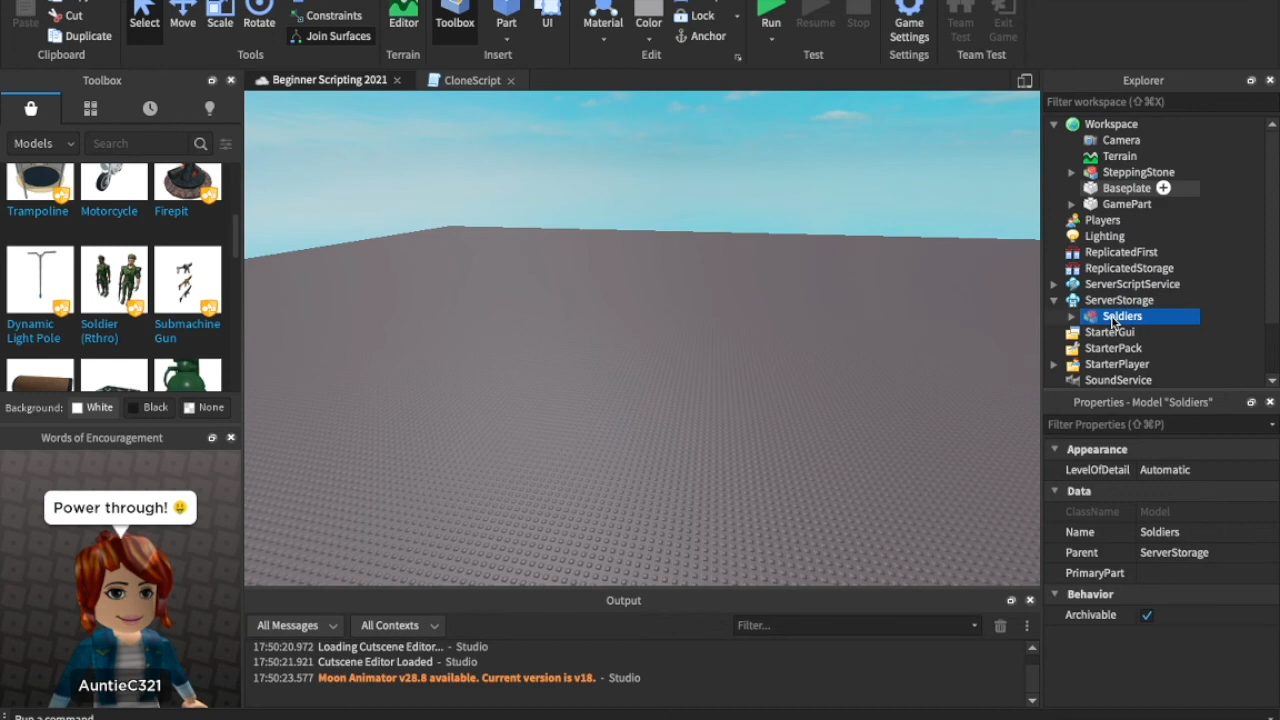 Paste
Cut
Duplicate
Clipboard
Select
Move
Scale
Rotate
Constraints
Join Surfaces
Tools
Editor
Terrain
Toolbox
Part
UI
Insert
Material
Color
Lock
Anchor
Edit
Run
Resume
Stop
Test
Game
Settings
Settings
Team
Test
Exit
Game
Team Test
Toolbox
Beginner Scripting 2021
CloneScript
Explorer
Models
Search
Trampoline
Motorcycle
Firepit
Dynamic
Light Pole
Soldier
(Rthro)
Submachine
Gun
Background:
White
Black
None
Words of Encouragement
Power through!
AuntieC321
Filter workspace (⇧⌘X)
Workspace
Camera
Terrain
SteppingStone
Baseplate
GamePart
Players
Lighting
ReplicatedFirst
ReplicatedStorage
ServerScriptService
ServerStorage
Soldiers
StarterGui
StarterPack
StarterPlayer
SoundService
Properties - Model "Soldiers"
Filter Properties (⇧⌘P)
Appearance
LevelOfDetail Automatic
Data
ClassName Model
Name Soldiers
Parent ServerStorage
PrimaryPart
Behavior
Archivable
Output
All Messages
All Contexts
Filter...
17:50:20.972 Loading Cutscene Editor... - Studio
17:50:21.921 Cutscene Editor Loaded - Studio
17:50:23.577 Moon Animator v28.8 available. Current version is v18. - Studio
Run a command